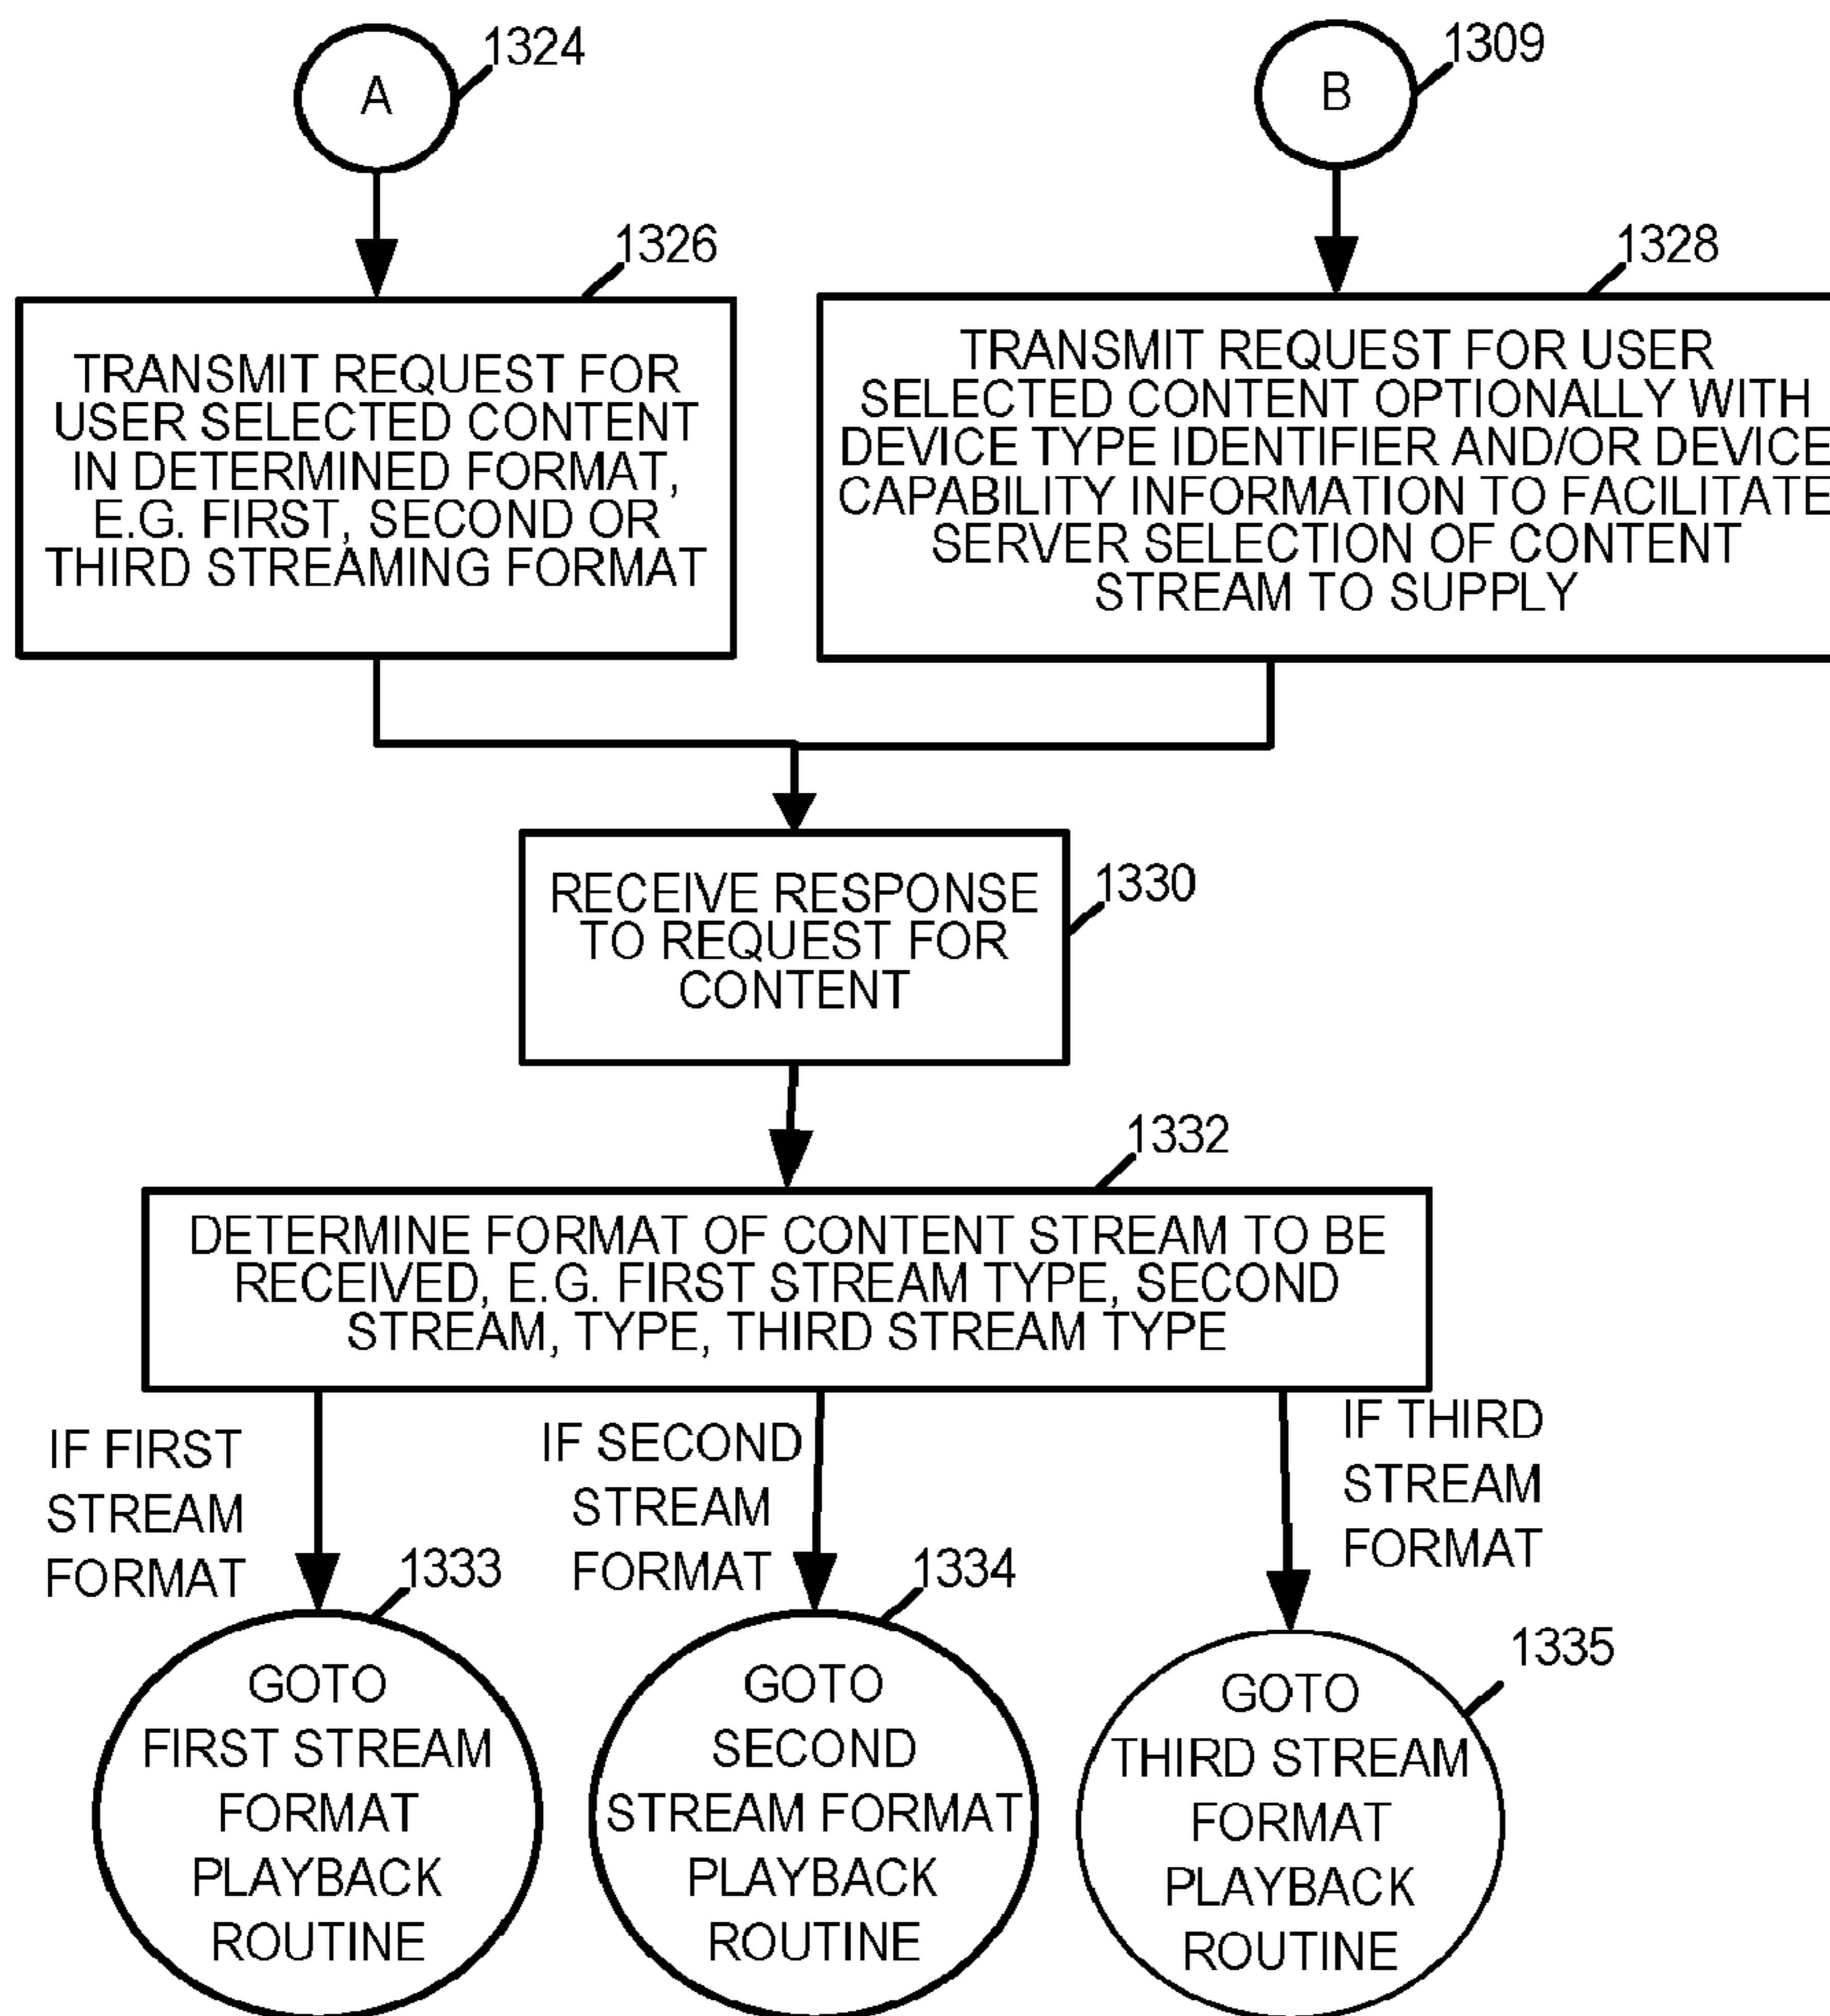 A
1324
B
1309
1326
TRANSMIT REQUEST FOR
USER SELECTED CONTENT
IN DETERMINED FORMAT,
E.G. FIRST, SECOND OR
THIRD STREAMING FORMAT
1328
TRANSMIT REQUEST FOR USER
SELECTED CONTENT OPTIONALLY WITH
DEVICE TYPE IDENTIFIER AND/OR DEVICE
CAPABILITY INFORMATION TO FACILITATE
SERVER SELECTION OF CONTENT
STREAM TO SUPPLY
RECEIVE RESPONSE
TO REQUEST FOR
CONTENT
1330
1332
DETERMINE FORMAT OF CONTENT STREAM TO BE
RECEIVED, E.G. FIRST STREAM TYPE, SECOND
STREAM, TYPE, THIRD STREAM TYPE
IF FIRST
STREAM
FORMAT
IF SECOND
STREAM
FORMAT
IF THIRD
STREAM
FORMAT
1333
GOTO
FIRST STREAM
FORMAT
PLAYBACK
ROUTINE
1334
GOTO
SECOND
STREAM FORMAT
PLAYBACK
ROUTINE
1335
GOTO
THIRD STREAM
FORMAT
PLAYBACK
ROUTINE